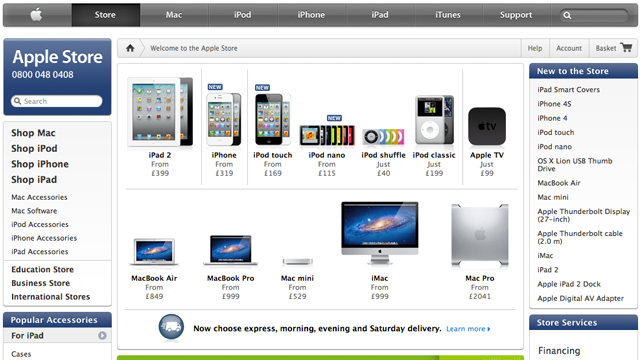 Store Mac iPod iPhone iPad iTunes Support
Apple Store
0800 048 0408
Search
Shop Mac
Shop iPod
Shop iPhone
Shop iPad
Mac Accessories
Mac Software
iPod Accessories
iPhone Accessories
iPad Accessories
Education Store
Business Store
International Stores
Popular Accessories
For iPad
Cases
Welcome to the Apple Store
Help Account Basket
NEW NEW
NEW
iPad 2 iPhone iPod touch iPod nano iPod shuffle iPod classic Apple TV
From From From From Just Just Just
£399 £319 £169 £115 £40 £199 £99
MacBook Air MacBook Pro Mac mini iMac Mac Pro
From From From From From
£849 £999 £529 £999 £2041
Now choose express, morning, evening and Saturday delivery. Learn more
New to the Store
iPad Smart Covers
iPhone 4S
iPhone 4
iPod touch
iPod nano
OS X Lion USB Thumb
Drive
MacBook Air
Mac mini
Apple Thunderbolt Display
(27-inch)
Apple Thunderbolt cable
(2.0 m)
iMac
iPad 2
Apple iPad 2 Dock
Apple Digital AV Adapter
Store Services
Financing